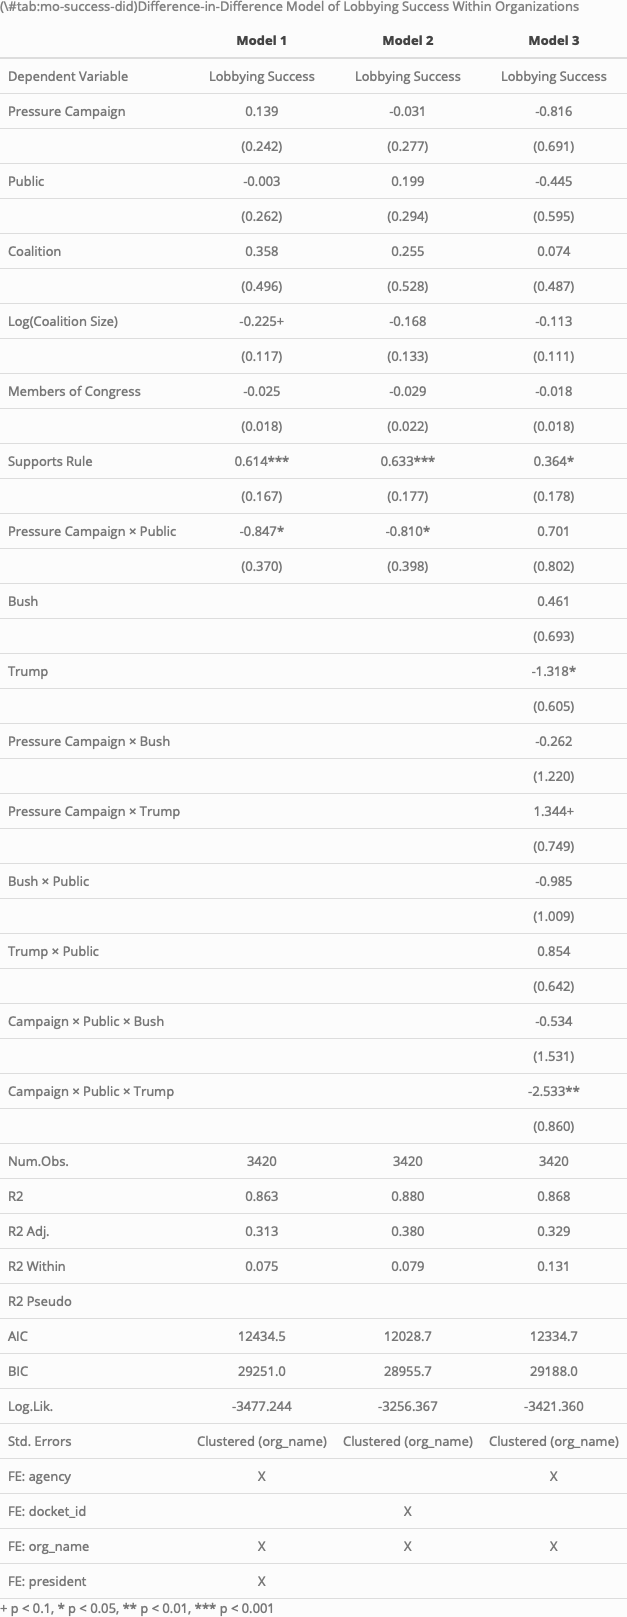 (\#tab:mo-success-did)Difference-in-Difference Model of Lobbying Success Within Organizations
Model 1 Model 2 Model 3
Dependent Variable Lobbying Success Lobbying Success Lobbying Success
Pressure Campaign 0.139 -0.031 -0.816
(0.242) (0.277) (0.691)
Public -0.003 0.199 -0.445
(0.262) (0.294) (0.595)
Coalition 0.358 0.255 0.074
(0.496) (0.528) (0.487)
Log(Coalition Size) -0.225+ -0.168 -0.113
(0.117) (0.133) (0.111)
Members of Congress -0.025 -0.029 -0.018
(0.018) (0.022) (0.018)
Supports Rule 0.614*** 0.633*** 0.364*
(0.167) (0.177) (0.178)
Pressure Campaign × Public -0.847* -0.810* 0.701
(0.370) (0.398) (0.802)
Bush 0.461
(0.693)
Trump -1.318*
(0.605)
Pressure Campaign × Bush -0.262
(1.220)
Pressure Campaign × Trump 1.344+
(0.749)
Bush × Public -0.985
(1.009)
Trump × Public 0.854
(0.642)
Campaign × Public × Bush -0.534
(1.531)
Campaign × Public × Trump -2.533**
(0.860)
Num.Obs. 3420 3420 3420
R2 0.863 0.880 0.868
R2 Adj. 0.313 0.380 0.329
R2 Within 0.075 0.079 0.131
R2 Pseudo
AIC 12434.5 12028.7 12334.7
BIC 29251.0 28955.7 29188.0
Log.Lik. -3477.244 -3256.367 -3421.360
Std. Errors Clustered (org_name) Clustered (org_name) Clustered (org_name)
FE: agency X X
FE: docket_id X
FE: org_name X X X
FE: president X
+ p < 0.1, * p < 0.05, ** p < 0.01, *** p < 0.001